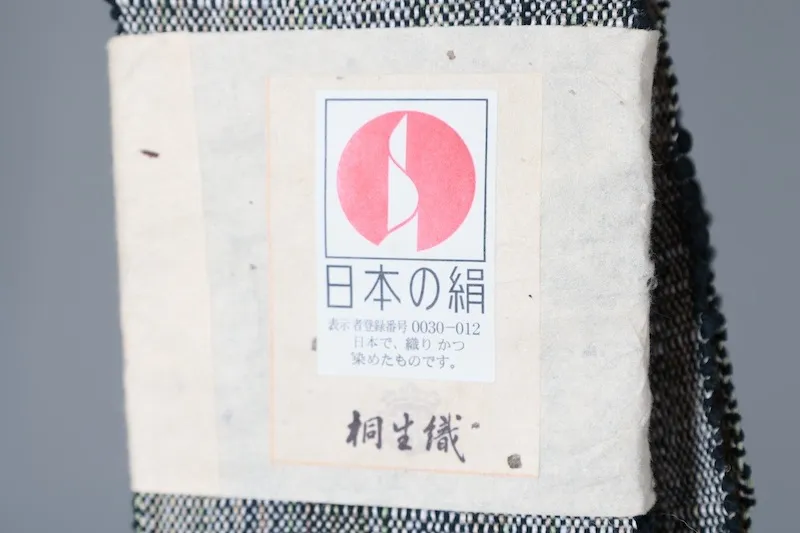 日本の絹
表示者登録番号 0030-012
日本で、織り かつ
染めたものです。
桐生織